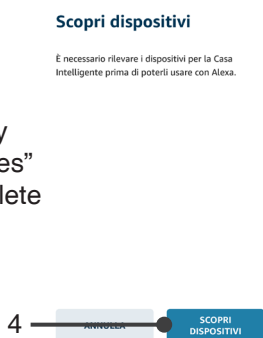 Scopri dispositivi
È necessario rilevare i dispositivi per la Casa
Intelligente prima di poterli usare con Alexa.
y
es”
lete
4
ANNULLA
SCOPRI
DISPOSITIVI